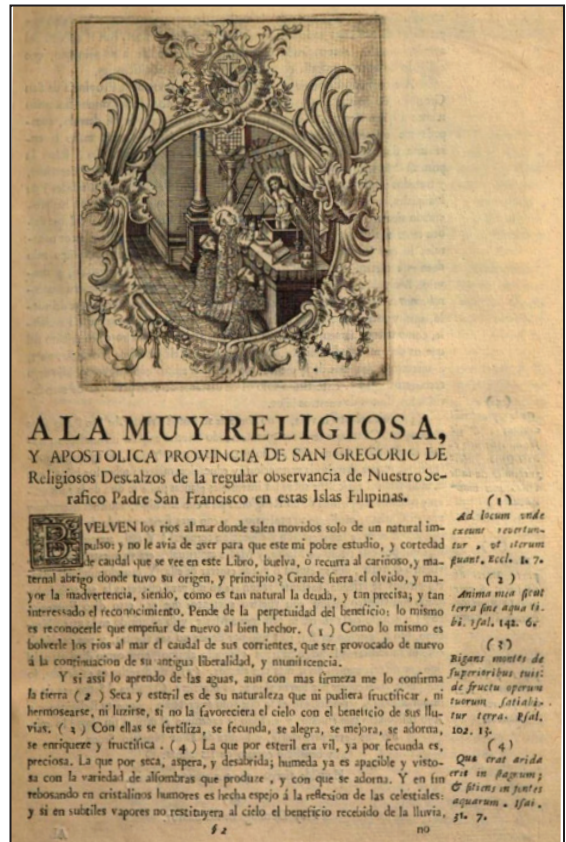 A LA MUY RELIGIOSA,
Y APOSTOLICA PROVINCIA DE SAN GREGORIO DE
Religiosos Descalzos de la regular observancia de Nuestro Se-
rafico Padre San Francisco en estas Islas Filipinas.
BVELVEN los rios al mar donde salen movidos solo de un natural im-
pulso: y no le avia de aver para que este mi pobre estudio, y cortedad
de caudal que se vee en este Libro, buelva, ò recurra al cariñoso, y ma-
ternal abrigo donde tuvo su origen, y principio? Grande fuera el olvido, y ma-
yor la inadvertencia, siendo, como es tan natural la deuda, y tan precisa; y tan
interessado el reconocimiento. Pende de la perpetuidad del beneficio: lo mismo
es reconocerle que empeñar de nuevo al bien hechor. ( 1 ) Como lo mismo es
bolverle los rios al mar el caudal de sus corrientes, que ser provocado de nuevo
á la continuacion de su antigua liberalidad, y munificencia.
Y si assi lo aprendo de las aguas, aun con mas firmeza me lo confirma
la tierra ( 2 ) Seca y esteril es de su naturaleza que ni pudiera fructificar , ni
hermosearse, ni luzirse, si no la favoreciera el cielo con el beneficio de sus llu-
vias. ( 3 ) Con ellas se fertiliza, se fecunda, se alegra, se mejora, se adorna,
se enriqueze y fructifica . ( 4 ) La que por esteril era vil, ya por fecunda es,
preciosa. La que por seca, aspera, y desabrida; humeda ya es apacible y visto-
sa con la variedad de alfombras que produze , y con que se adorna. Y en fin
rebosando en cristalinos humores es hecha espejo á la reflexion de las celestiales:
y si en subtiles vapores no restituyera al cielo el beneficio recebido de la lluvia,
§ 2
no
( 1 )
Ad locum unde
exeunt revertun-
tur , ut iterum
fluant. Eccl. 1. 7.
( 2 )
Anima mea sicut
terra sine aqua ti-
bi. Psal. 142. 6.
( 3 )
Rigans montes de
superioribus suis:
de fructu operum
tuorum satiabi-
tur terra. Psal.
102. 13.
( 4 )
Quæ erat arida
erit in stagnum;
& sitiens in fontes
aquarum . Isai.
31. 7.